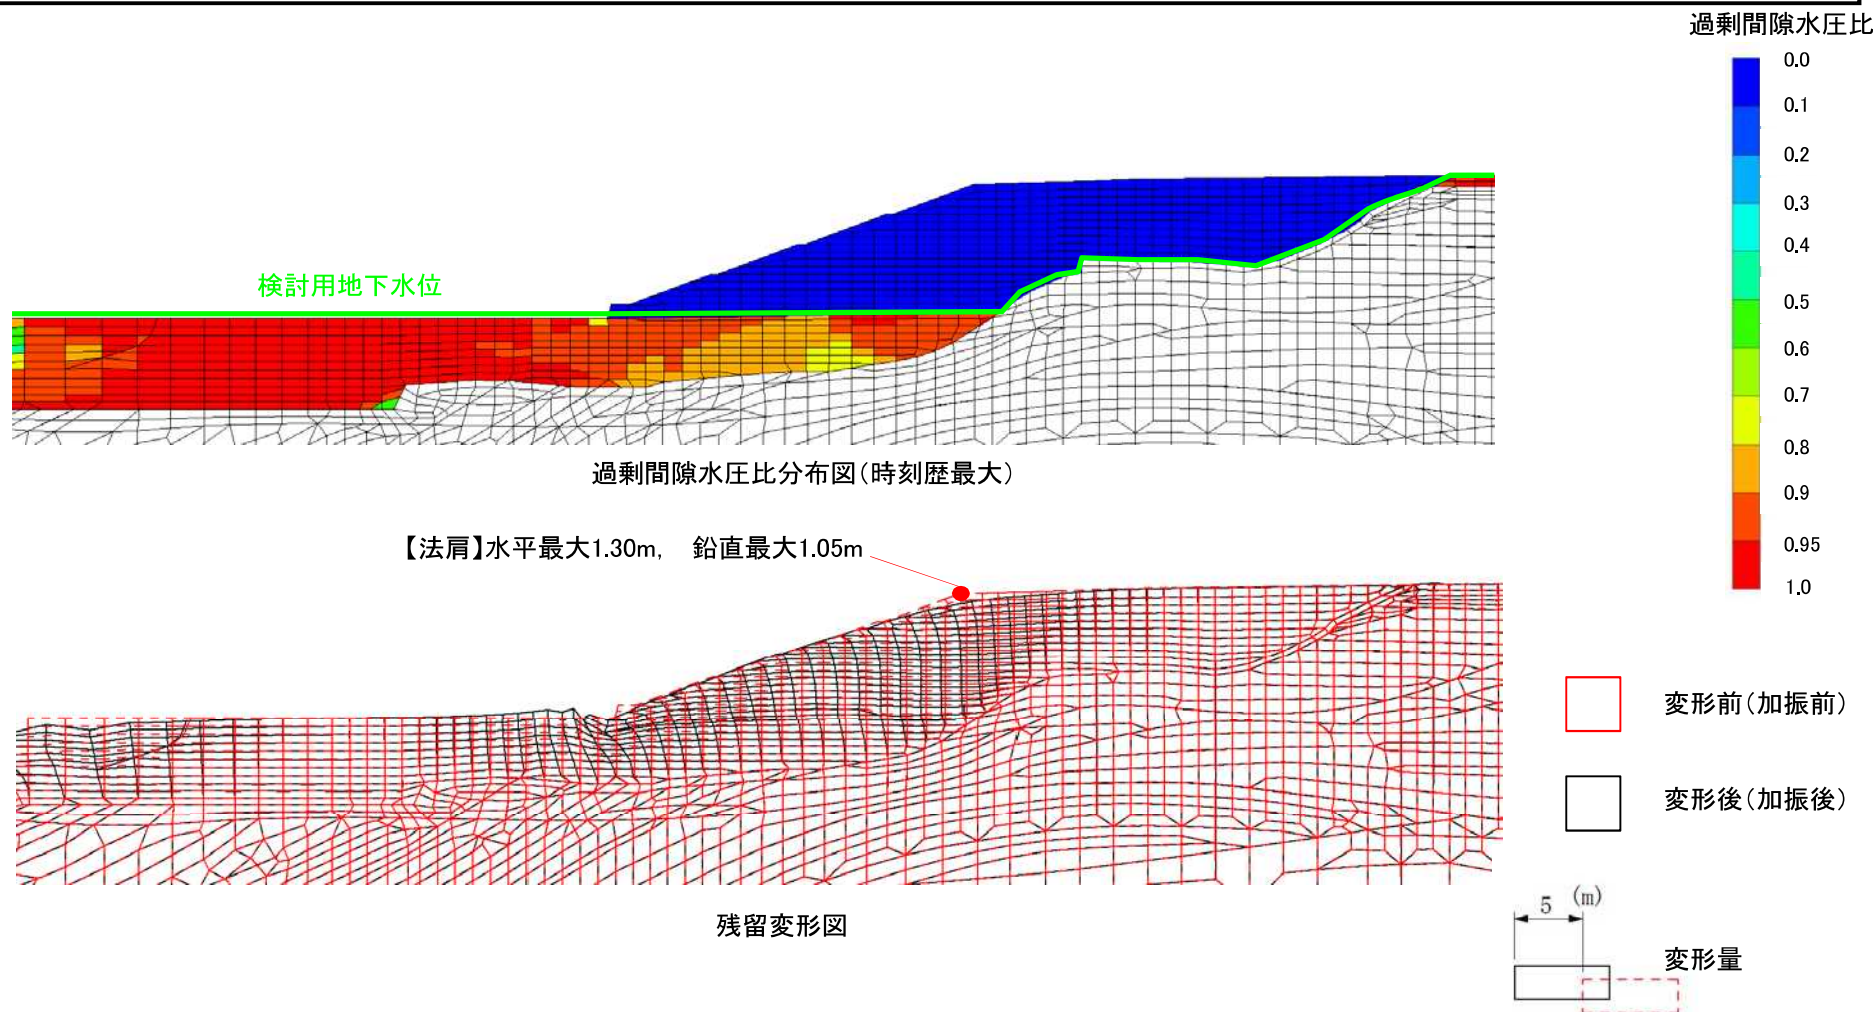 過剰間隙水圧比
0.0
0.1
0.2
0.3
0.4
0.5
0.6
0.7
0.8
0.9
0.95
1.0
検討用地下水位
過剰間隙水圧比分布図(時刻歴最大)
【法肩】水平最大1.30m, 鉛直最大1.05m
変形前(加振前)
変形後(加振後)
残留変形図
5 (m)
変形量